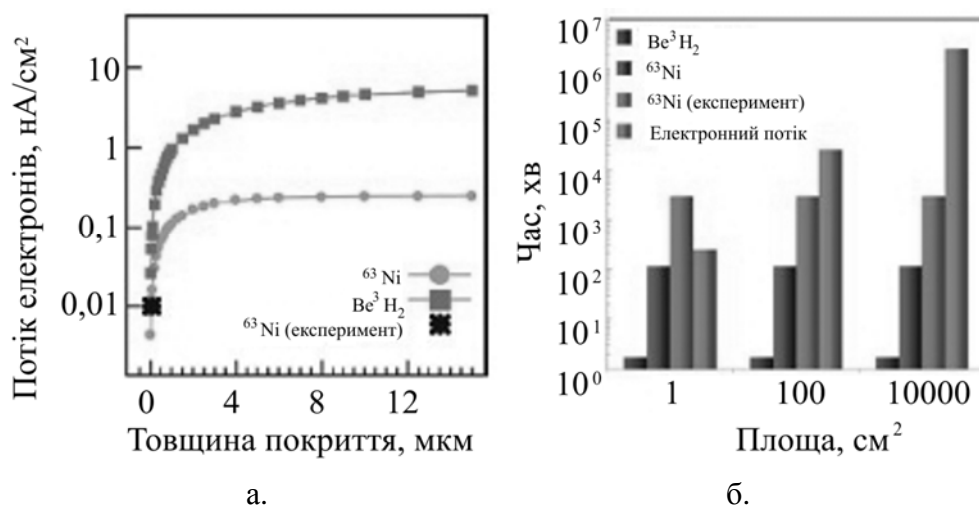 Потік електронів, нА/см²
10
1
0,1
0,01
⁶³Ni
Be³H₂
⁶³Ni (експеримент)
0 4 8 12
Товщина покриття, мкм
а.
Час, хв
10⁷
10⁶
10⁵
10⁴
10³
10²
10¹
10⁰
Be³H₂
⁶³Ni
⁶³Ni (експеримент)
Електронний потік
1 100 10000
Площа, см²
б.